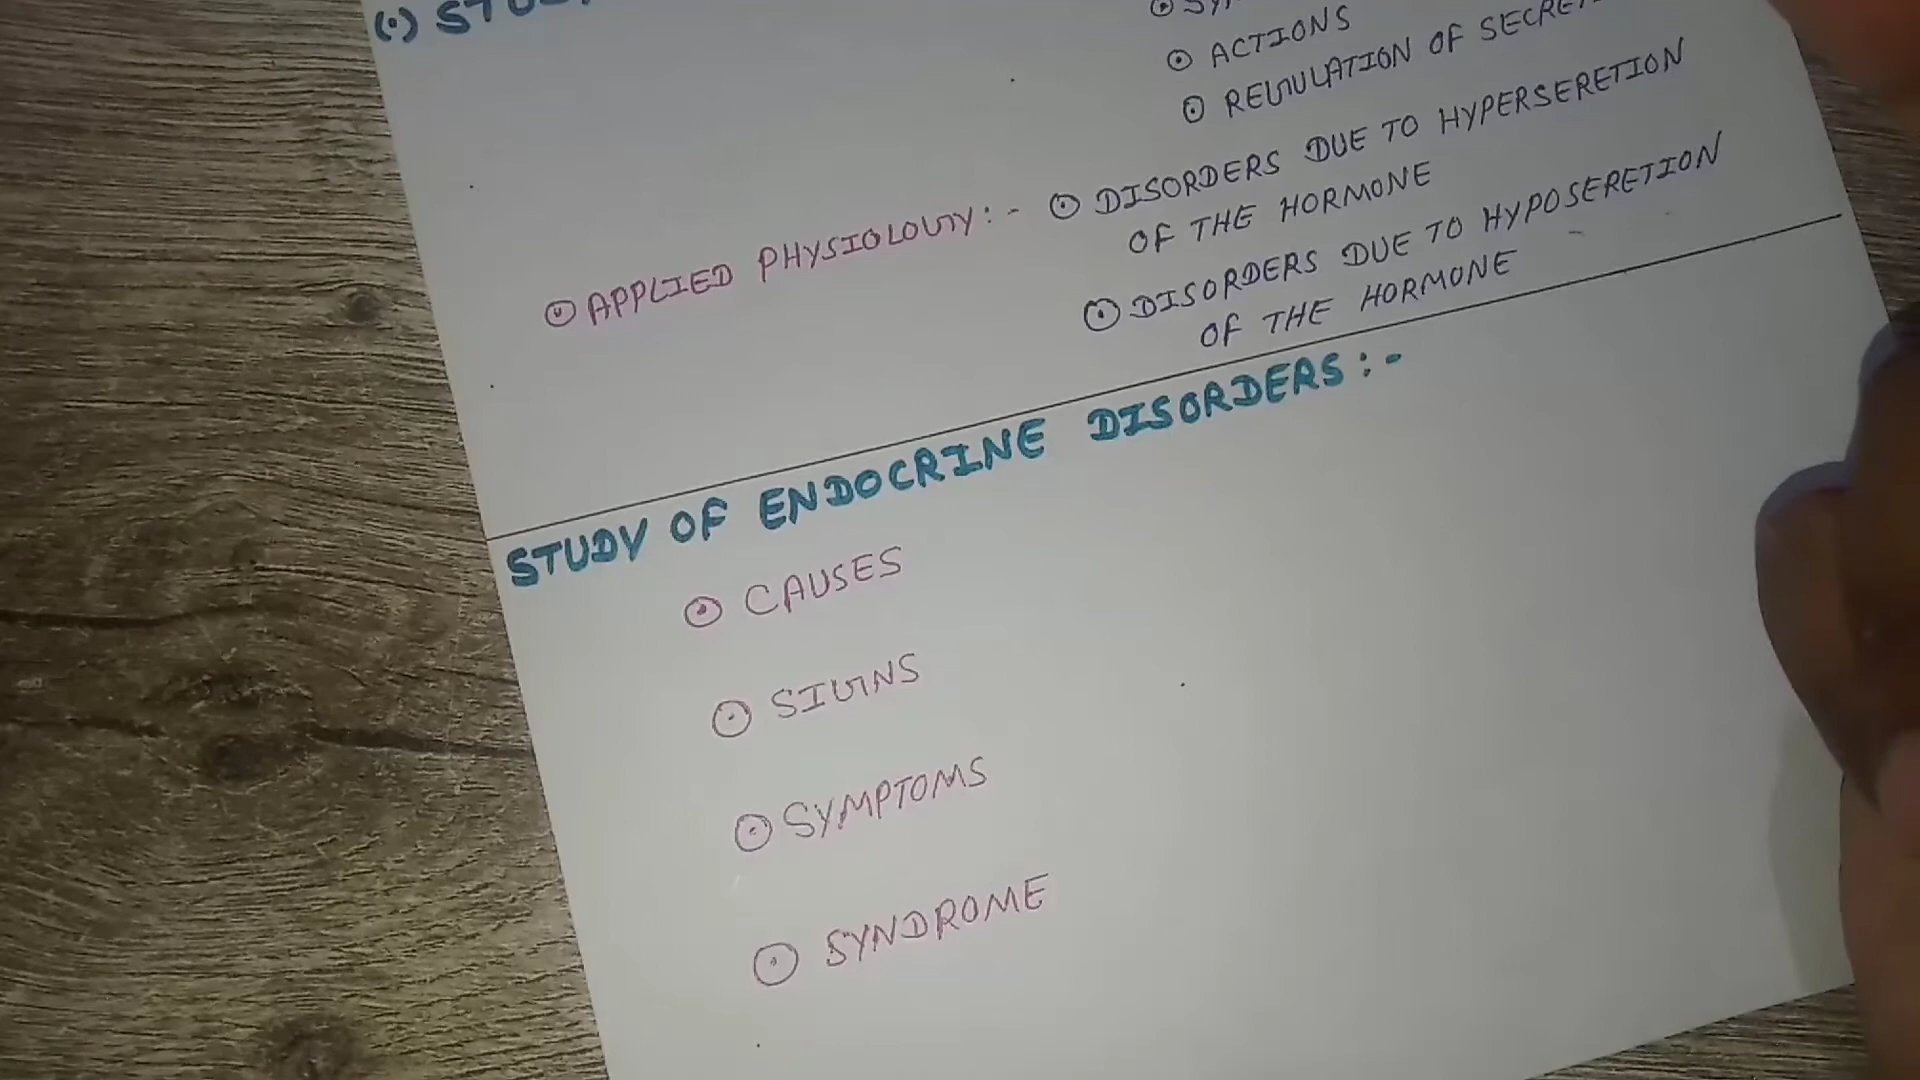 (•) STU
⊙ ACTIONS
⊙ REGULATION OF SECRE
⊙ APPLIED PHYSIOLOGY:- ⊙ DISORDERS DUE TO HYPERSERETION
OF THE HORMONE
⊙ DISORDERS DUE TO HYPOSERETION
OF THE HORMONE
STUDY OF ENDOCRINE DISORDERS:-
⊙ CAUSES
⊙ SIGNS
⊙ SYMPTOMS
⊙ SYNDROME